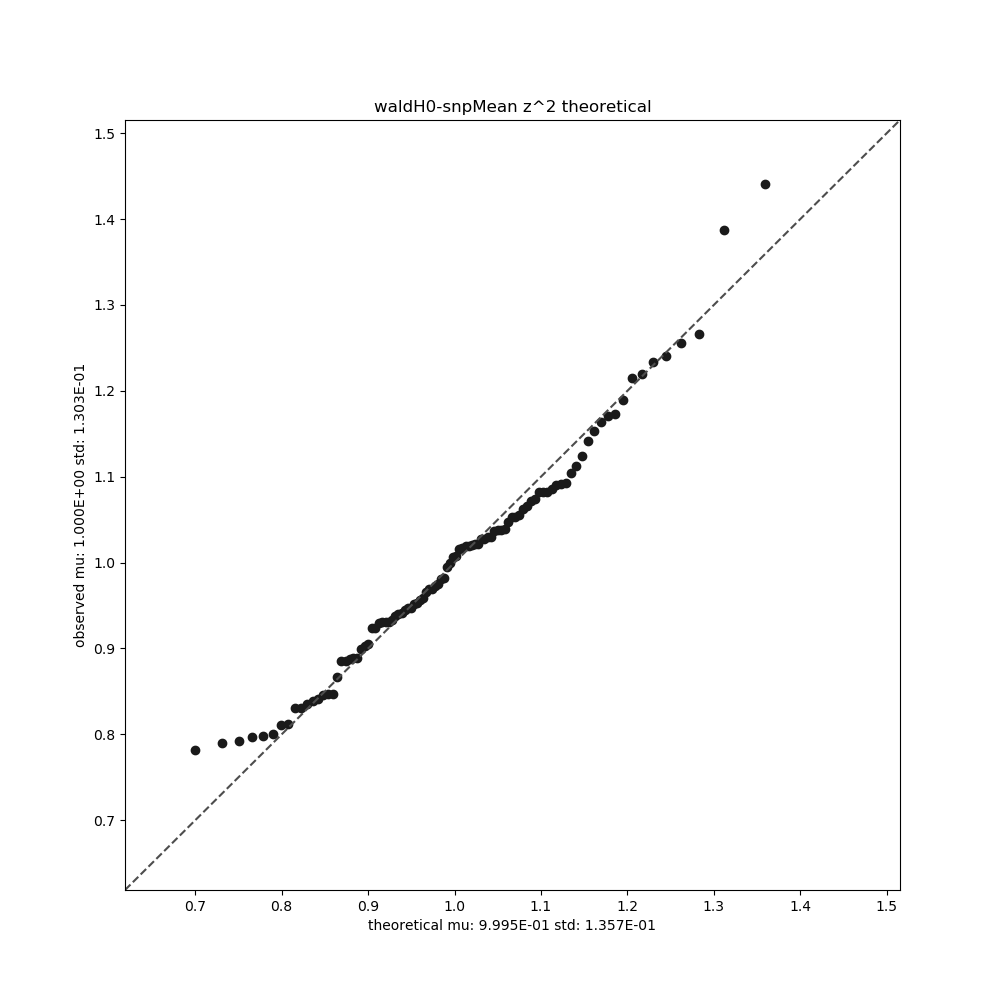 waldH0-snpMean z^2 theoretical
observed mu: 1.000E+00 std: 1.303E-01
1.5
1.4
1.3
1.2
1.1
1.0
0.9
0.8
0.7
0.7 0.8 0.9 1.0 1.1 1.2 1.3 1.4 1.5
theoretical mu: 9.995E-01 std: 1.357E-01